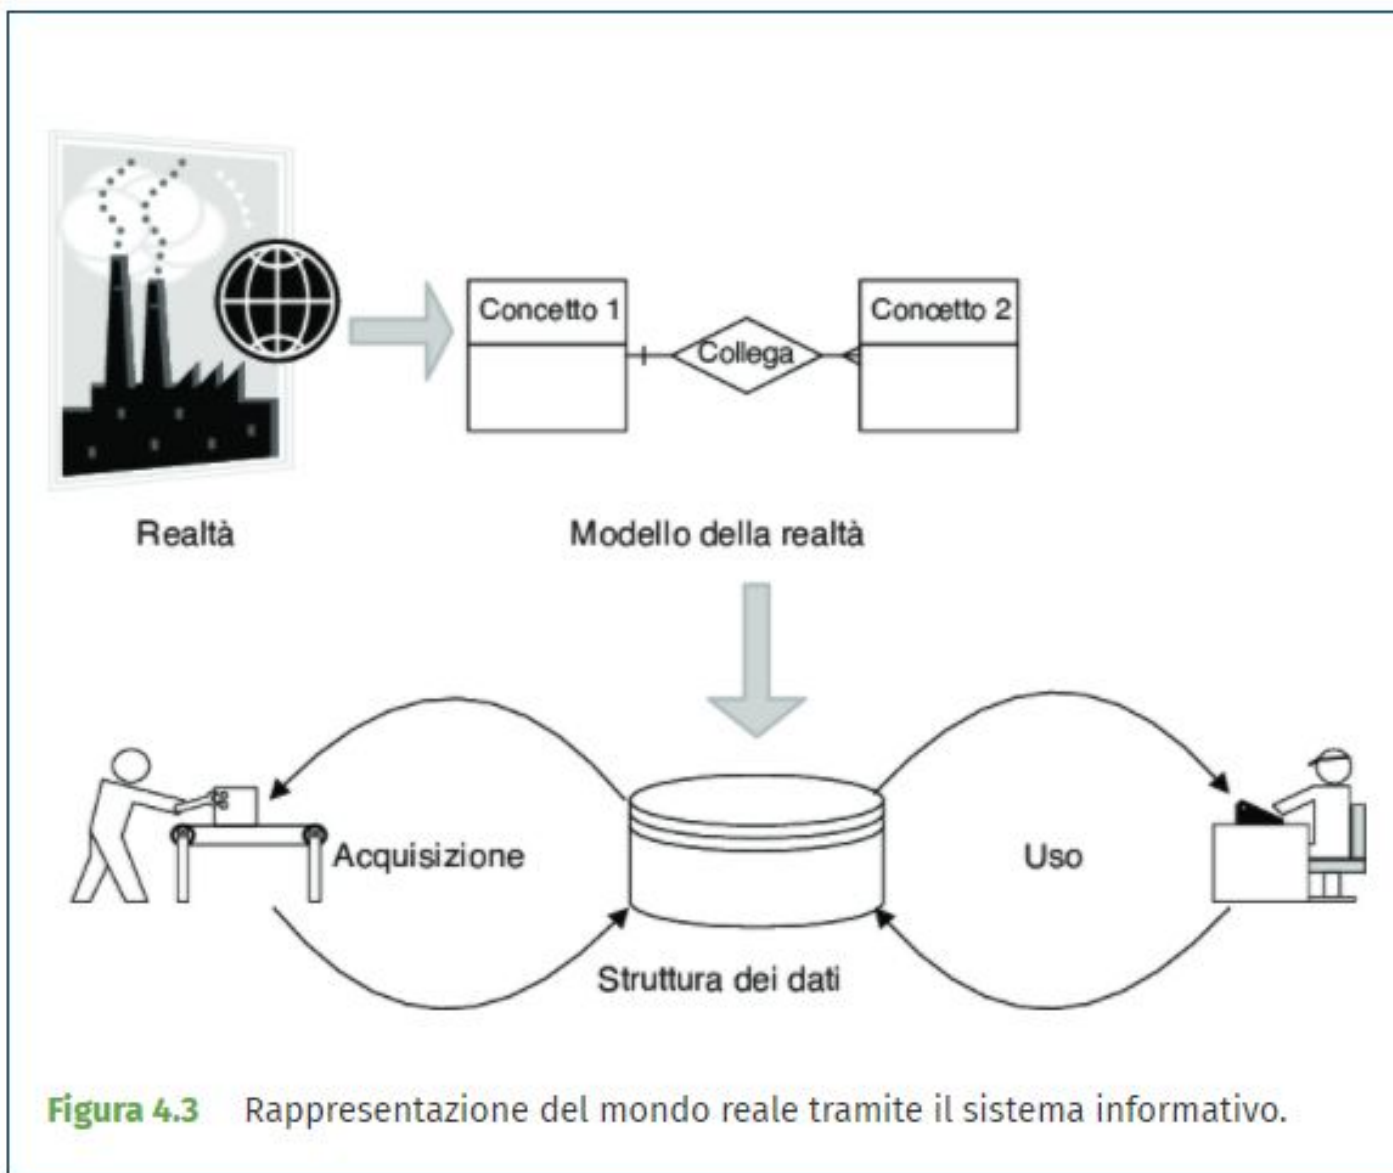 Concetto 1
Collega
Concetto 2
Realtà
Modello della realtà
Acquisizione
Uso
Struttura dei dati
Figura 4.3 Rappresentazione del mondo reale tramite il sistema informativo.